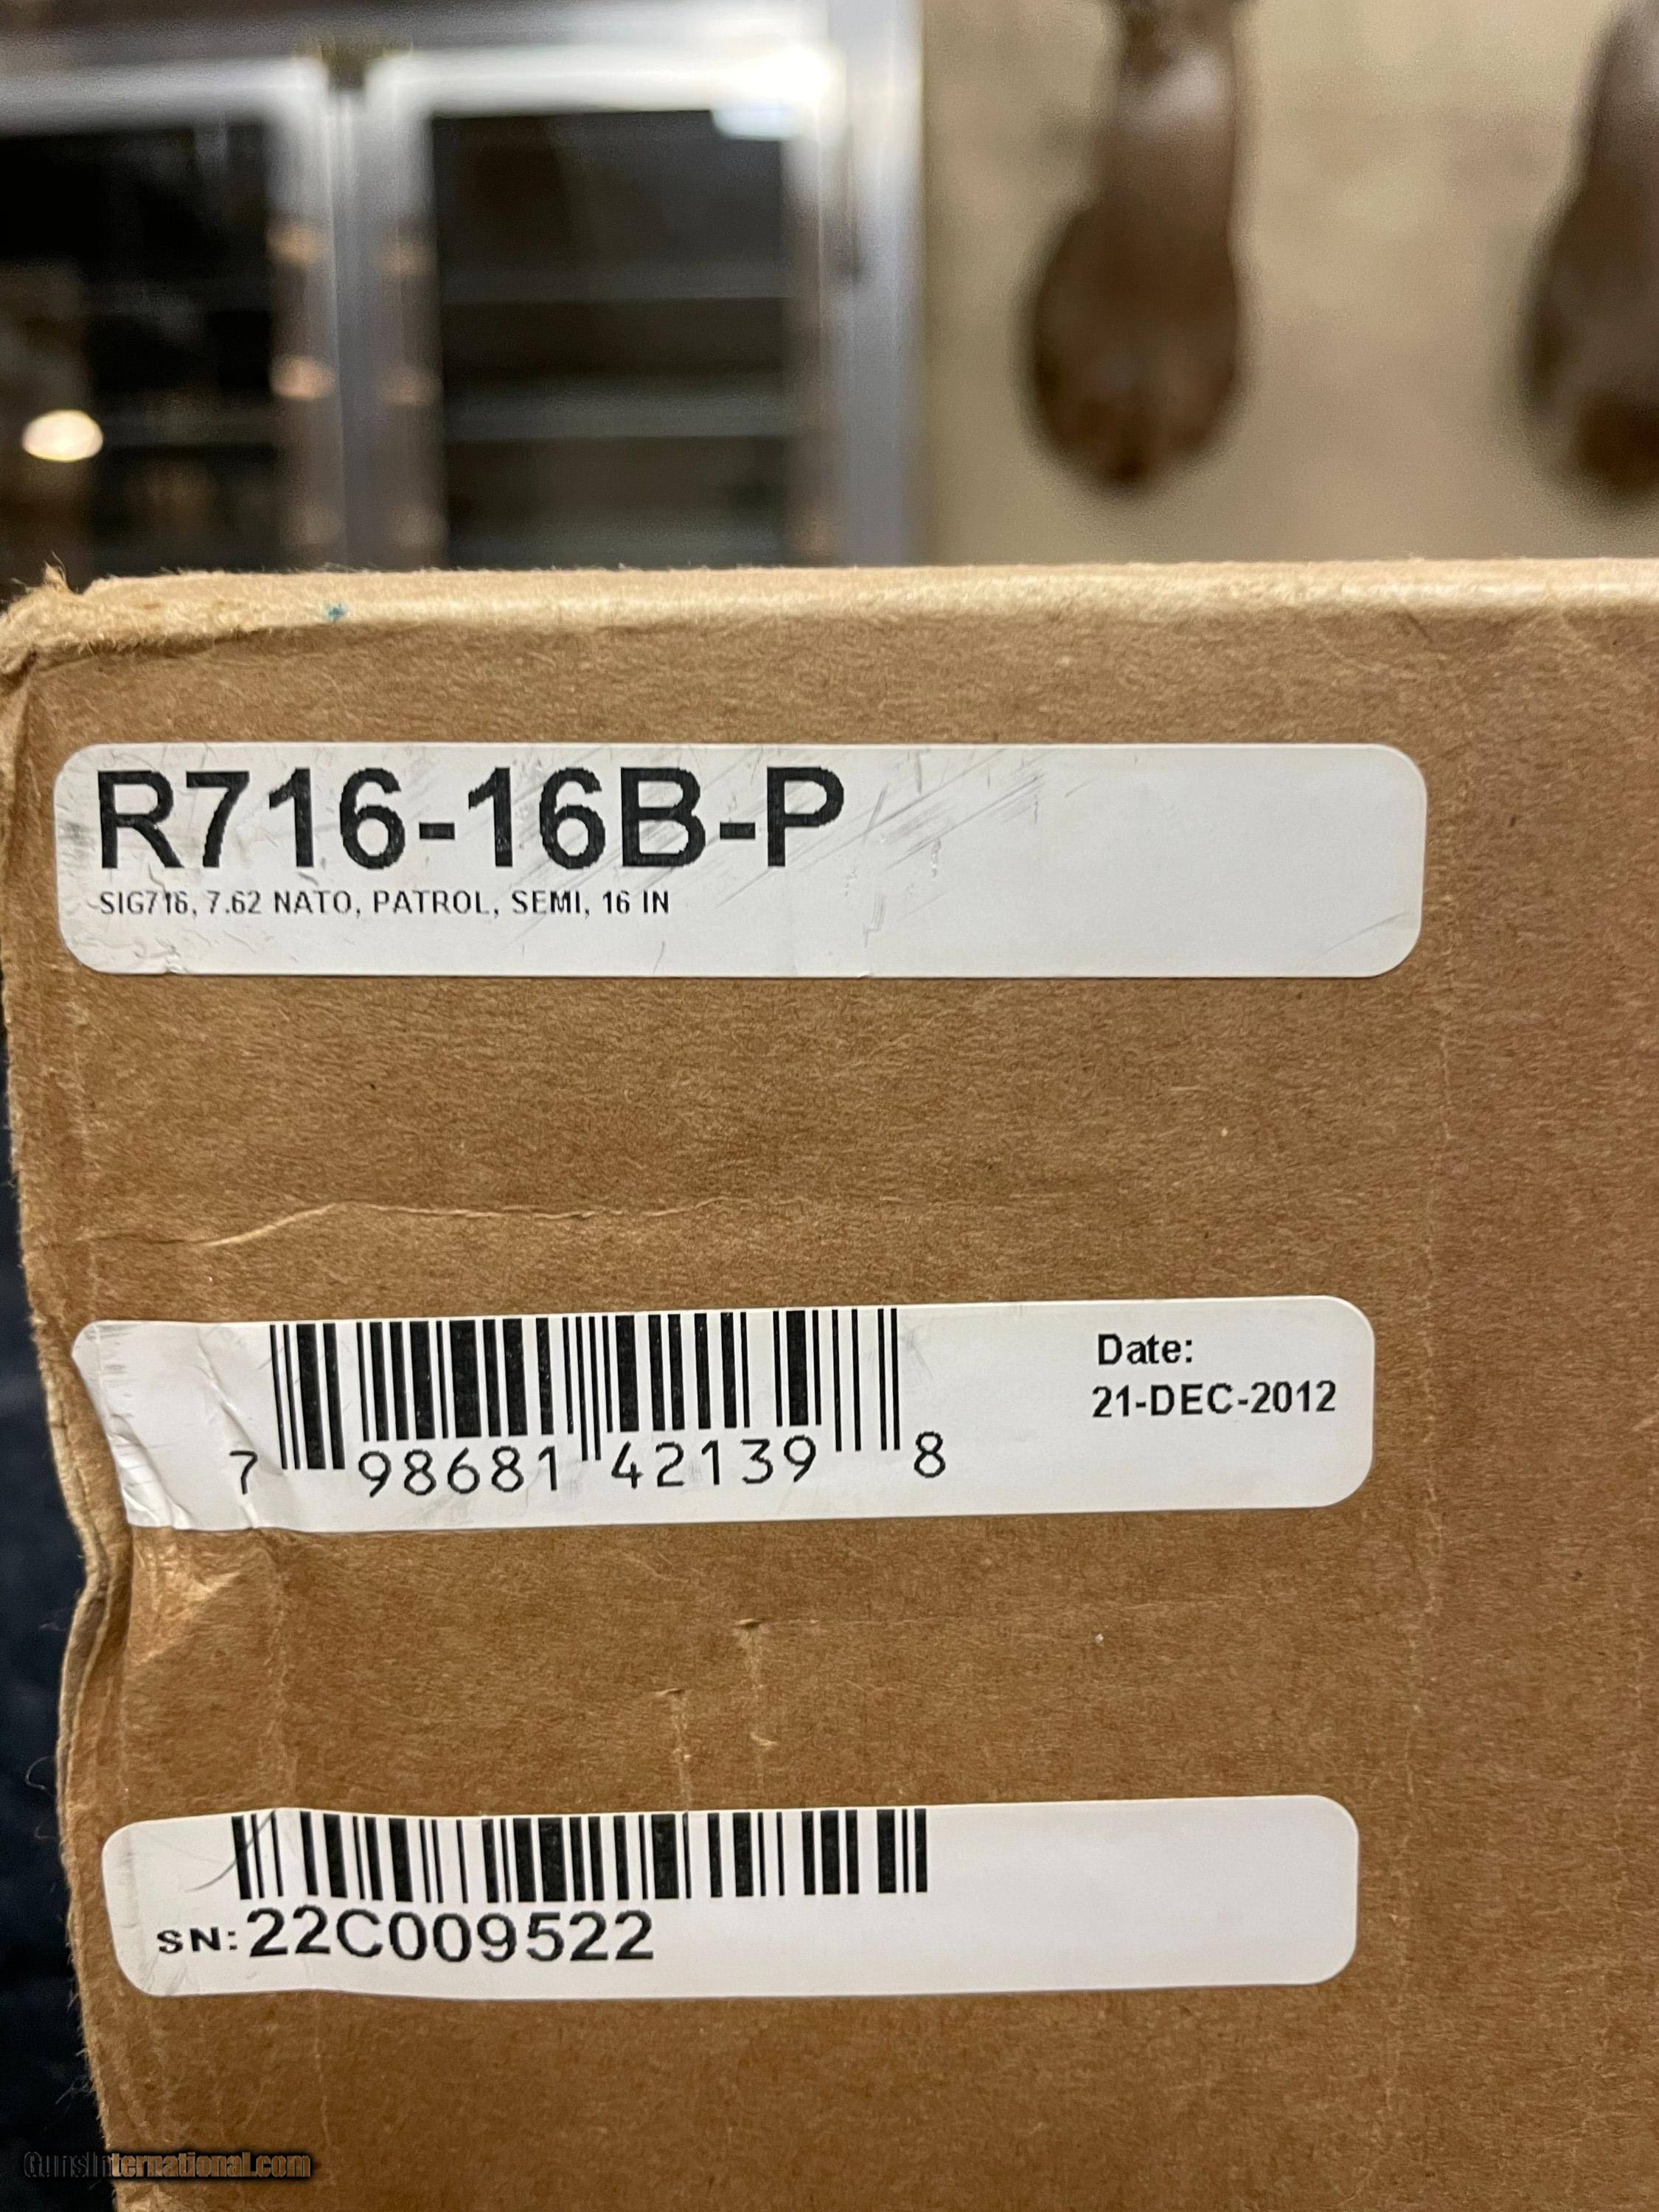 R716-16B-P
SIG716, 7.62 NATO, PATROL, SEMI, 16 IN
Date:
21-DEC-2012
7 98681 42139 8
SN:22C009522
GunsInternational.com